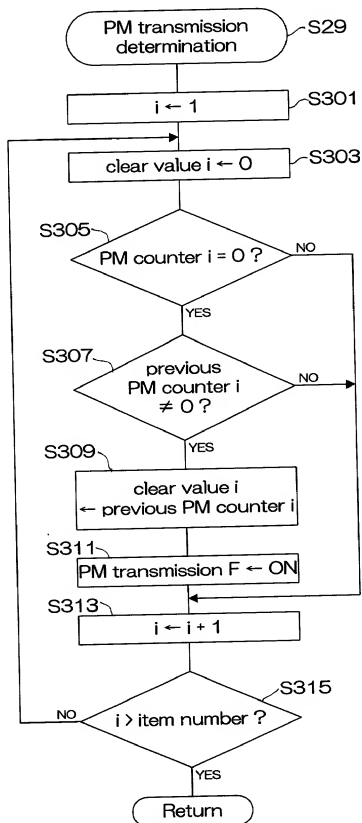 PM transmission
determination
S29
i ← 1
S301
clear value i ← 0
S303
S305
PM counter i = 0 ?
NO
YES
S307
previous
PM counter i
≠ 0 ?
NO
YES
S309
clear value i
← previous PM counter i
S311
PM transmission F ← ON
S313
i ← i + 1
S315
i > item number ?
NO
YES
Return